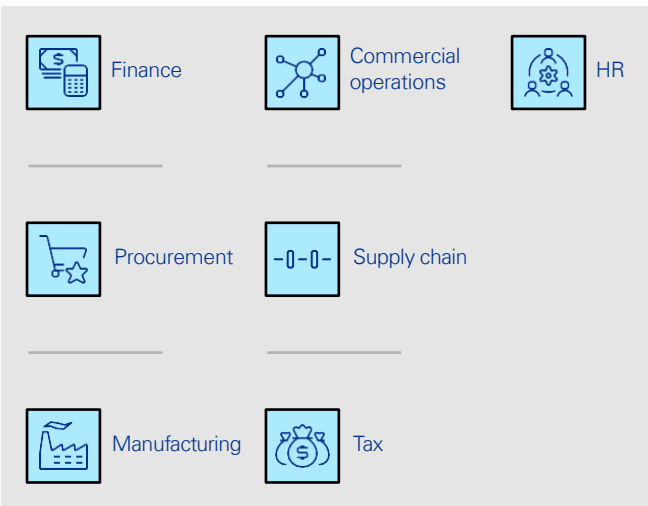 Finance
Commercial
operations
HR
Procurement
Supply chain
Manufacturing
Tax